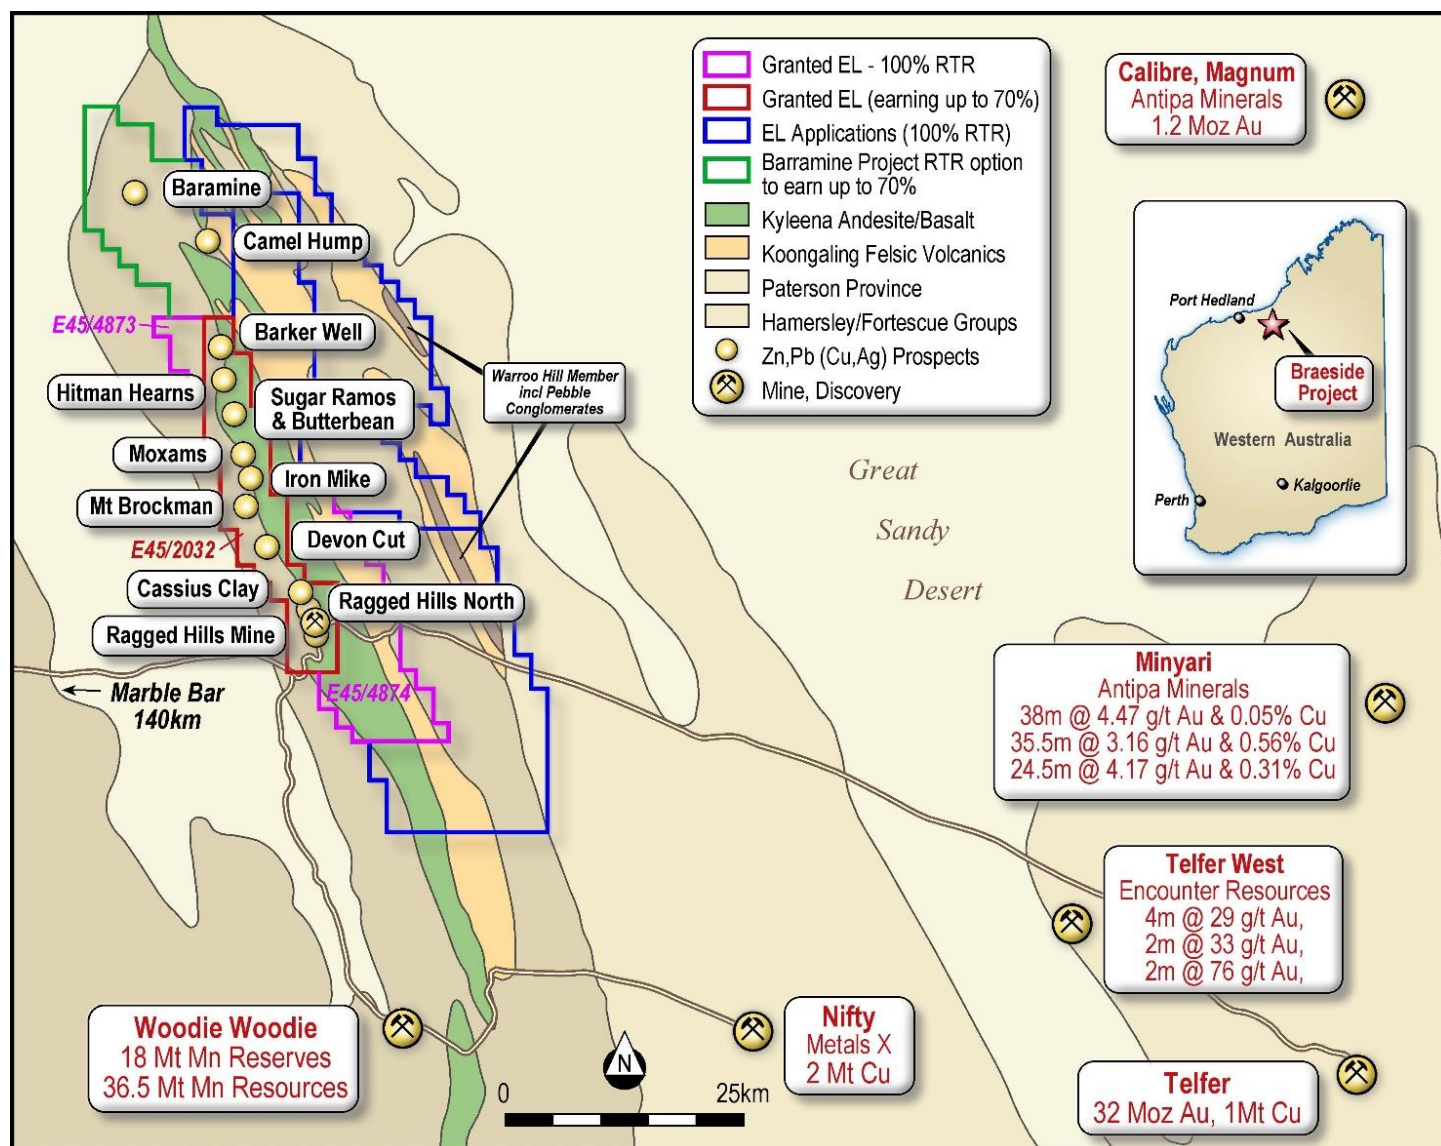 Granted EL - 100% RTR
Granted EL (earning up to 70%)
EL Applications (100% RTR)
Barramine Project RTR option
to earn up to 70%
Kyleena Andesite/Basalt
Koongaling Felsic Volcanics
Paterson Province
Hamersley/Fortescue Groups
Zn,Pb (Cu,Ag) Prospects
Mine, Discovery
Calibre, Magnum
Antipa Minerals
1.2 Moz Au
Baramine
Camel Hump
E45/4873
Barker Well
Hitman Hearns
Sugar Ramos
& Butterbean
Moxams
Iron Mike
Mt Brockman
E45/2032
Devon Cut
Cassius Clay
Ragged Hills North
Ragged Hills Mine
E45/4874
Marble Bar
140km
Warroo Hill Member
incl Pebble
Conglomerates
Great
Sandy
Desert
Port Hedland
Braeside
Project
Western Australia
Kalgoorlie
Perth
Minyari
Antipa Minerals
38m @ 4.47 g/t Au & 0.05% Cu
35.5m @ 3.16 g/t Au & 0.56% Cu
24.5m @ 4.17 g/t Au & 0.31% Cu
Telfer West
Encounter Resources
4m @ 29 g/t Au,
2m @ 33 g/t Au,
2m @ 76 g/t Au,
Woodie Woodie
18 Mt Mn Reserves
36.5 Mt Mn Resources
Nifty
Metals X
2 Mt Cu
Telfer
32 Moz Au, 1Mt Cu
N
0
25km